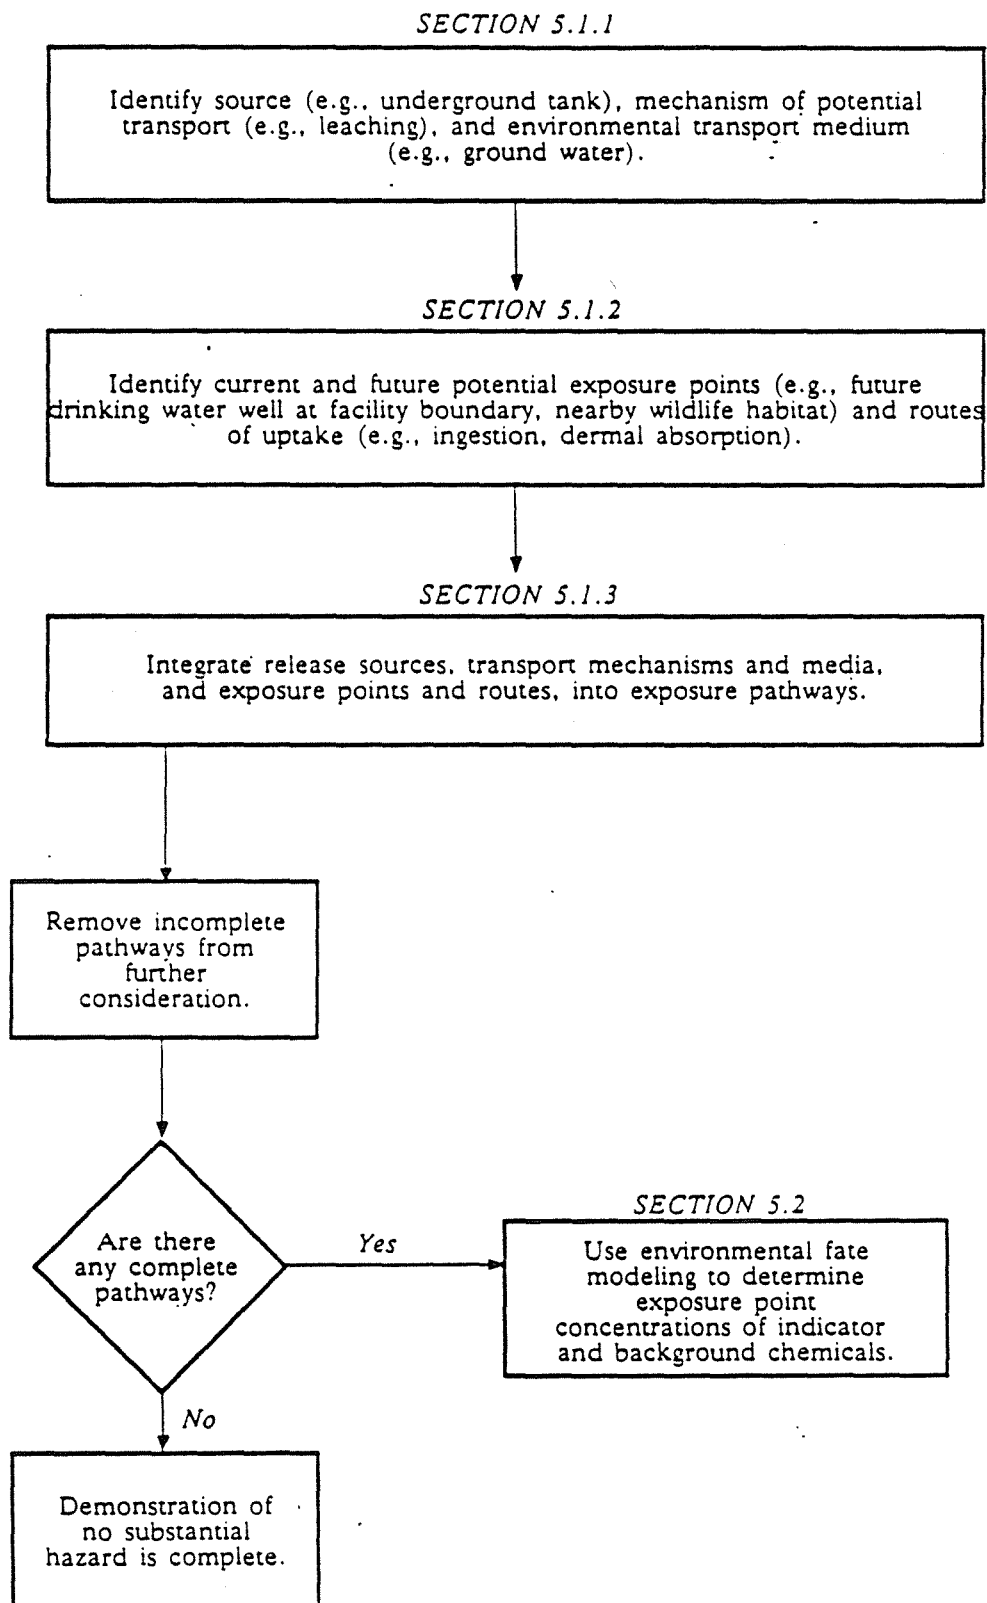 SECTION 5.1.1
Identify source (e.g., underground tank), mechanism of potential
transport (e.g., leaching), and environmental transport medium
(e.g., ground water).
SECTION 5.1.2
Identify current and future potential exposure points (e.g., future
drinking water well at facility boundary, nearby wildlife habitat) and routes
of uptake (e.g., ingestion, dermal absorption).
SECTION 5.1.3
Integrate release sources, transport mechanisms and media,
and exposure points and routes, into exposure pathways.
Remove incomplete
pathways from
further
consideration.
Are there
any complete
pathways?
Yes
SECTION 5.2
Use environmental fate
modeling to determine
exposure point
concentrations of indicator
and background chemicals.
No
Demonstration of
no substantial
hazard is complete.